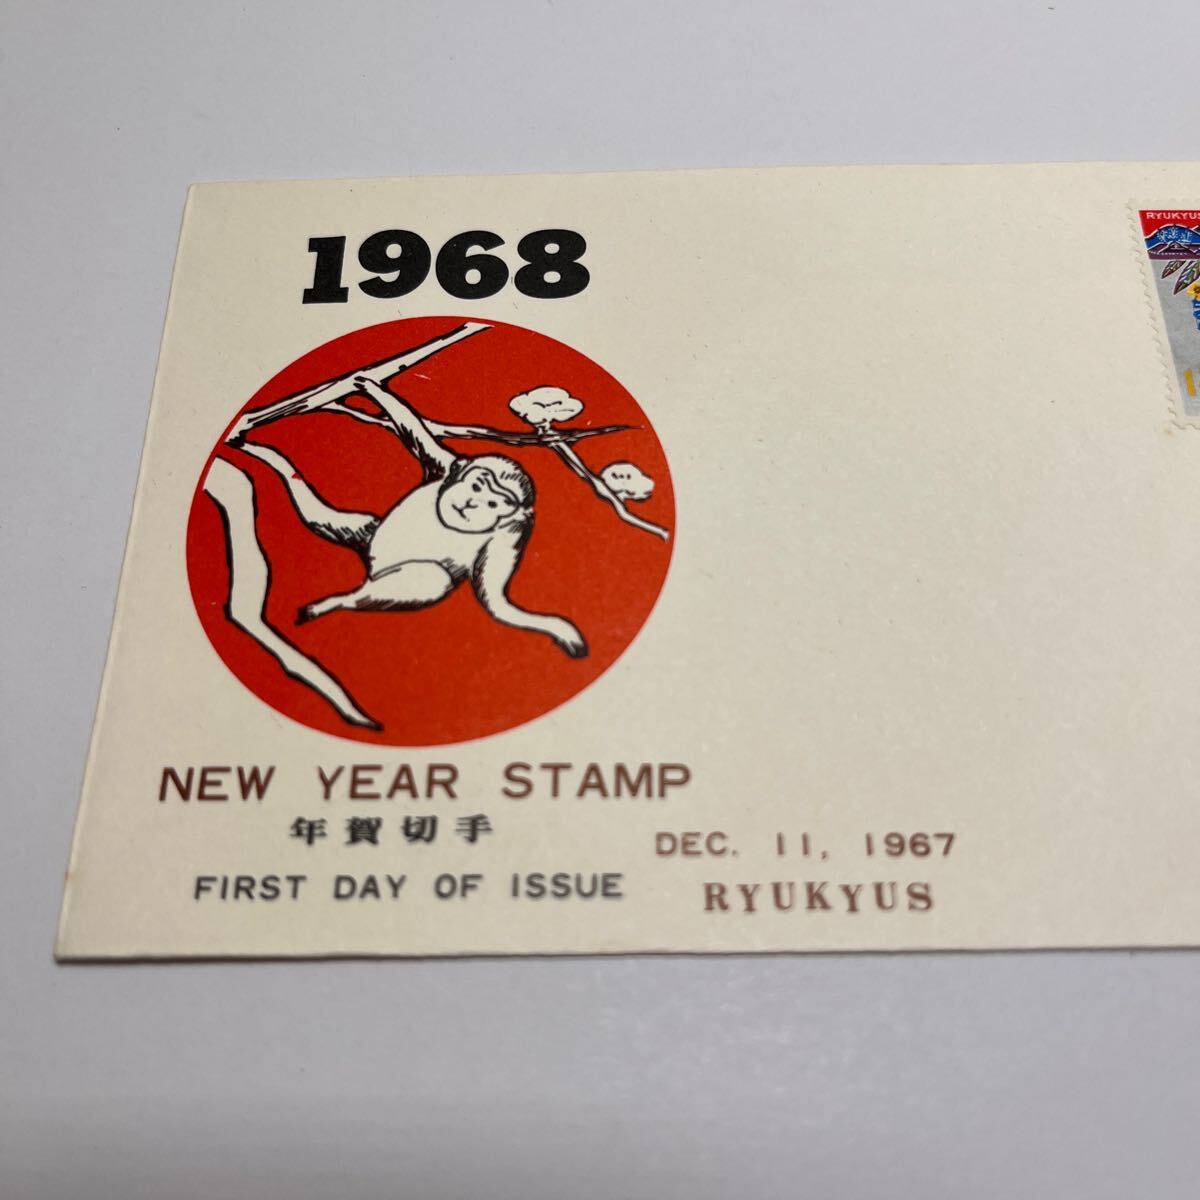 1968
RYUKYUS
NEW YEAR STAMP
年賀切手
DEC. 11, 1967
FIRST DAY OF ISSUE
RYUKYUS